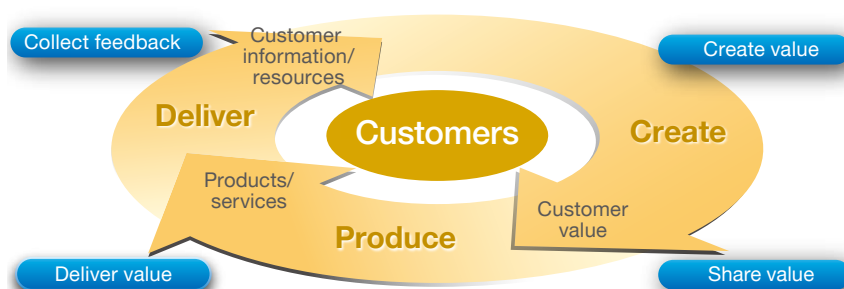 Collect feedback
Customer
information/
resources
Create value
Deliver
Customers
Create
Products/
services
Customer
value
Produce
Deliver value
Share value